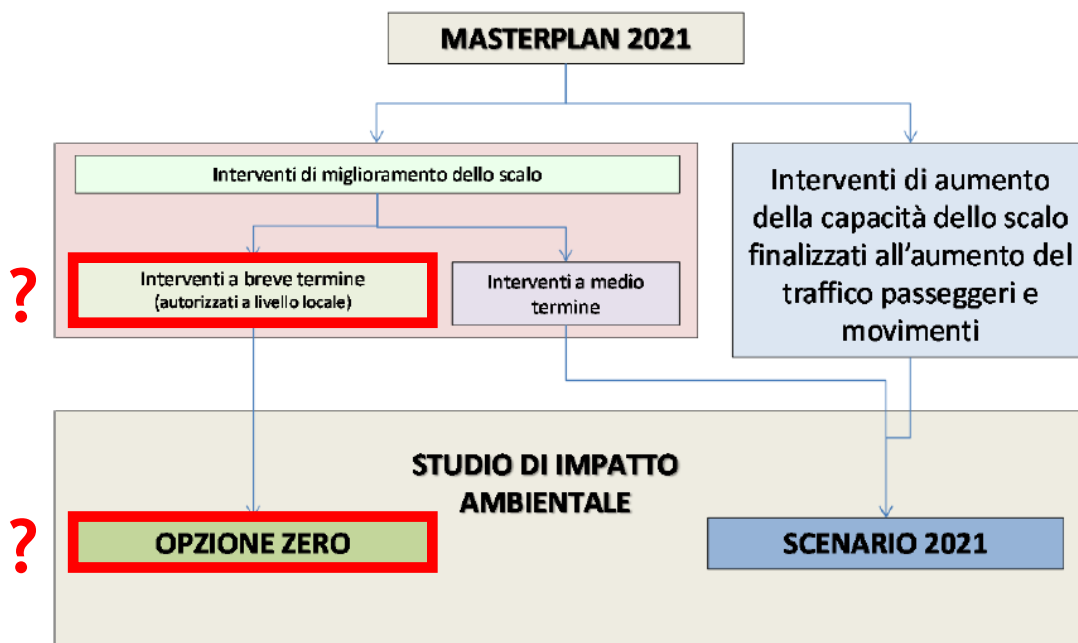 MASTERPLAN 2021
Interventi di miglioramento dello scalo
Interventi di aumento
della capacità dello scalo
finalizzati all'aumento del
traffico passeggeri e
movimenti
?
Interventi a breve termine
(autorizzati a livello locale)
Interventi a medio
termine
STUDIO DI IMPATTO
AMBIENTALE
?
OPZIONE ZERO
SCENARIO 2021